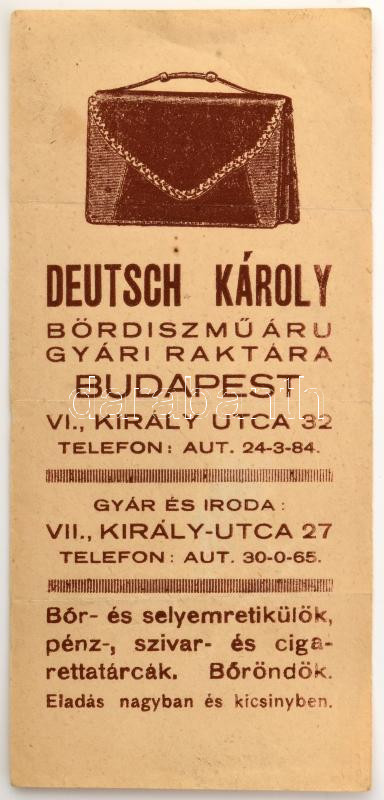 DEUTSCH KÁROLY
BÖRDISZMŰÁRU
GYÁRI RAKTÁRA
BUDAPEST
VI., KIRÁLY UTCA 32
TELEFON: AUT. 24-3-84.
GYÁR ÉS IRODA:
VII., KIRÁLY-UTCA 27
TELEFON: AUT. 30-0-65.
Bőr- és selyemretikülök,
pénz-, szivar- és ciga-
rettatárcák. Bőröndök.
Eladás nagyban és kicsinyben.
darabanth